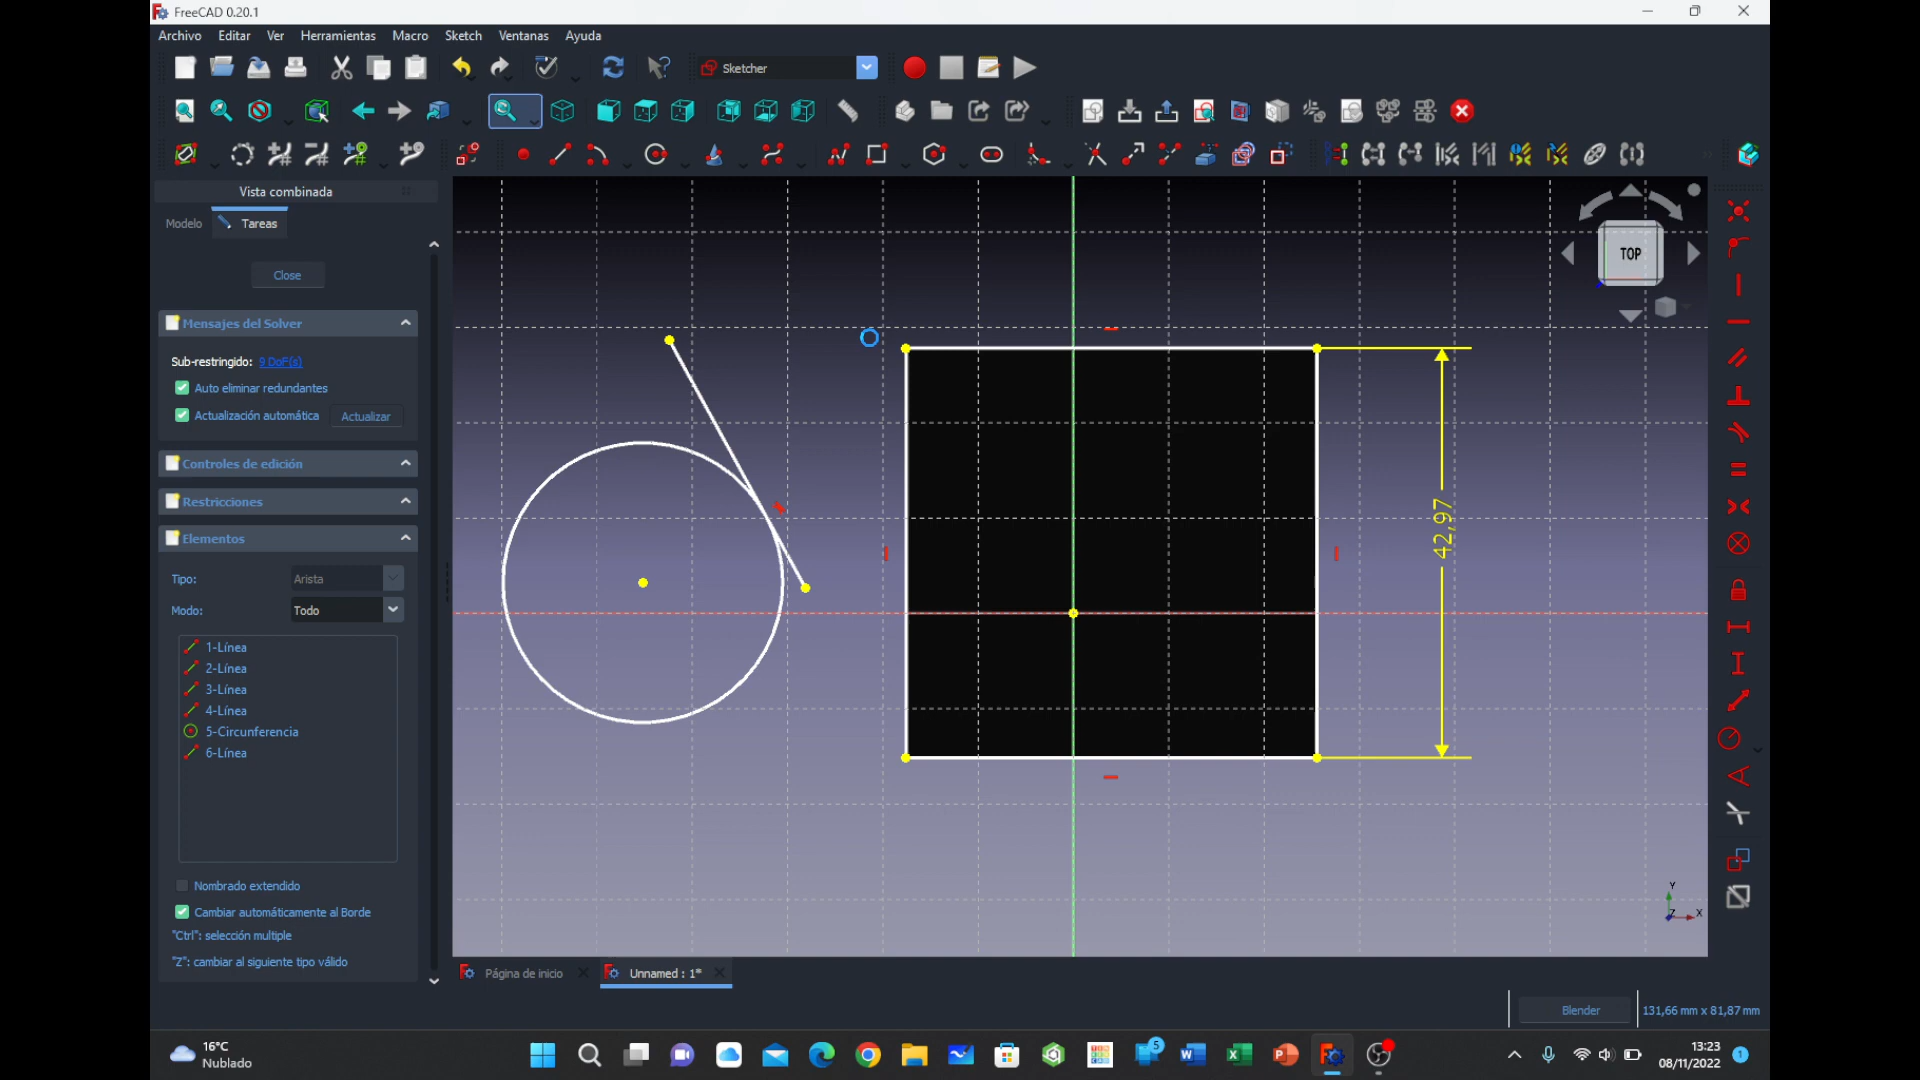 FreeCAD 0.20.1
Archivo Editar Ver Herramientas Macro Sketch Ventanas Ayuda
Sketcher
Vista combinada
Modelo Tareas
Close
Mensajes del Solver
Sub-restringido: 9 DoF(s)
Auto eliminar redundantes
Actualización automática Actualizar
Controles de edición
Restricciones
Elementos
Tipo: Arista
Modo: Todo
1-Línea
2-Línea
3-Línea
4-Línea
5-Circunferencia
6-Línea
Nombrado extendido
Cambiar automáticamente al Borde
"Ctrl": selección multiple
"Z": cambiar al siguiente tipo válido
TOP
42,97
Y
Z X
Página de inicio Unnamed : 1*
Blender 131,66 mm x 81,87 mm
16°C
Nublado
5
13:23
08/11/2022
1